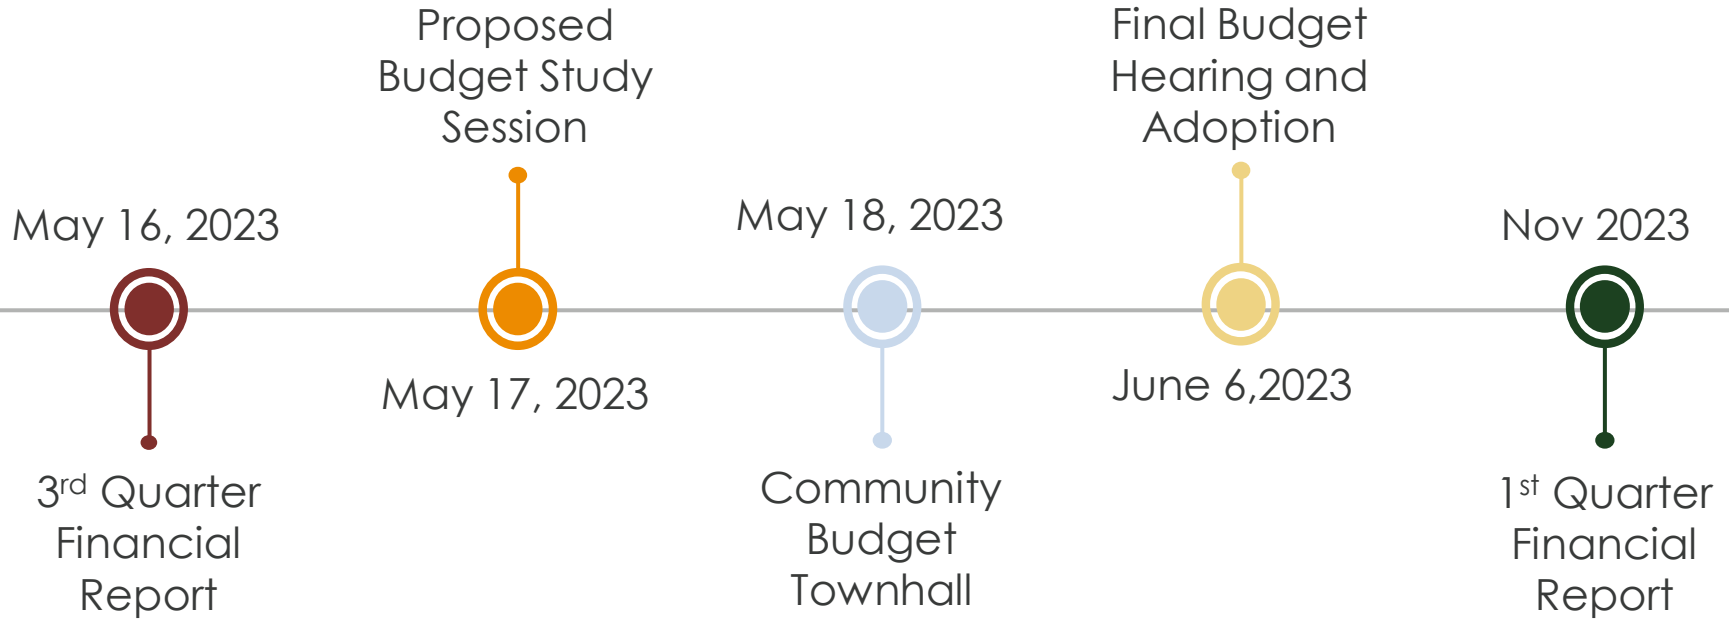 May 16, 2023
3rd Quarter
Financial
Report
Proposed
Budget Study
Session
May 17, 2023
May 18, 2023
Community
Budget
Townhall
Final Budget
Hearing and
Adoption
June 6,2023
Nov 2023
1st Quarter
Financial
Report